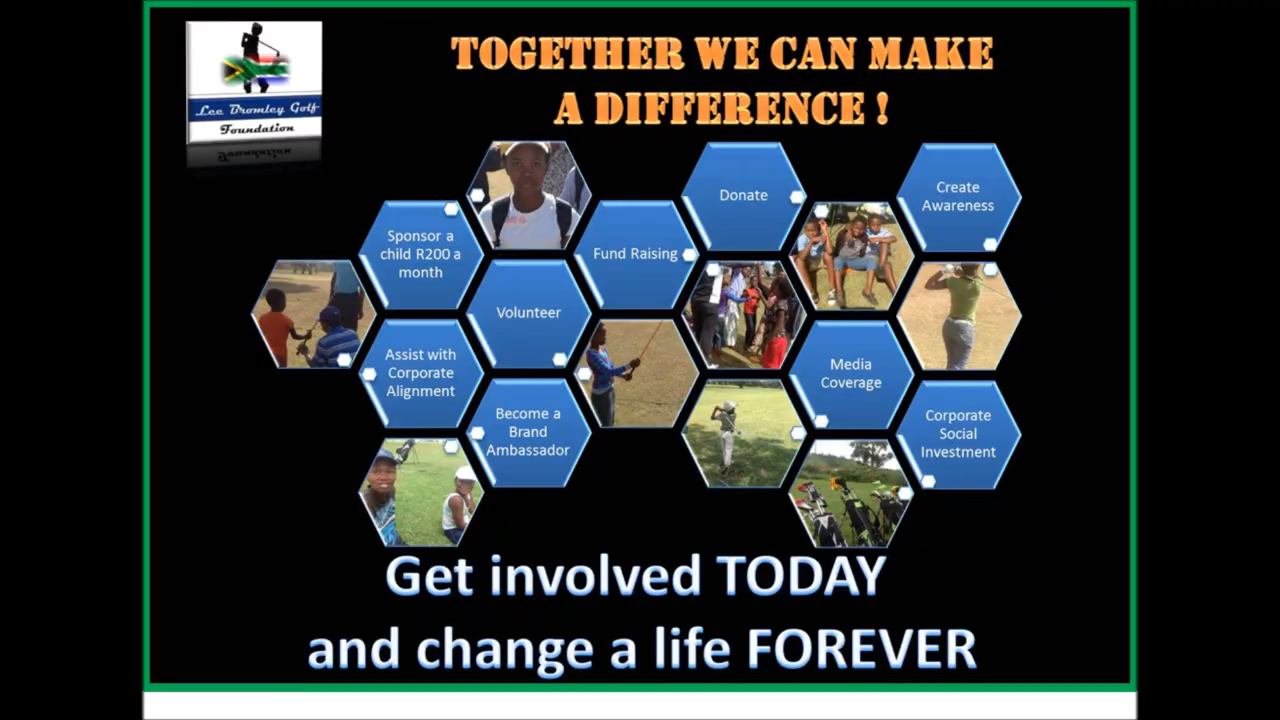 Lee Bromley Golf
Foundation
TOGETHER WE CAN MAKE
A DIFFERENCE !
Sponsor a
child R200 a
month
Fund Raising
Donate
Create
Awareness
Volunteer
Assist with
Corporate
Alignment
Become a
Brand
Ambassador
Media
Coverage
Corporate
Social
Investment
Get involved TODAY
and change a life FOREVER